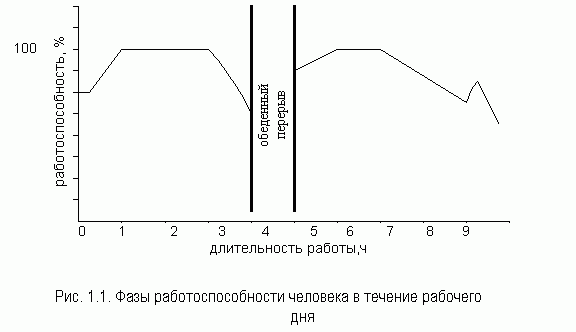 100
работоспособность, %
обеденный
перерыв
0 1 2 3 4 5 6 7 8 9
длительность работы,ч
Рис. 1.1. Фазы работоспособности человека в течение рабочего
дня